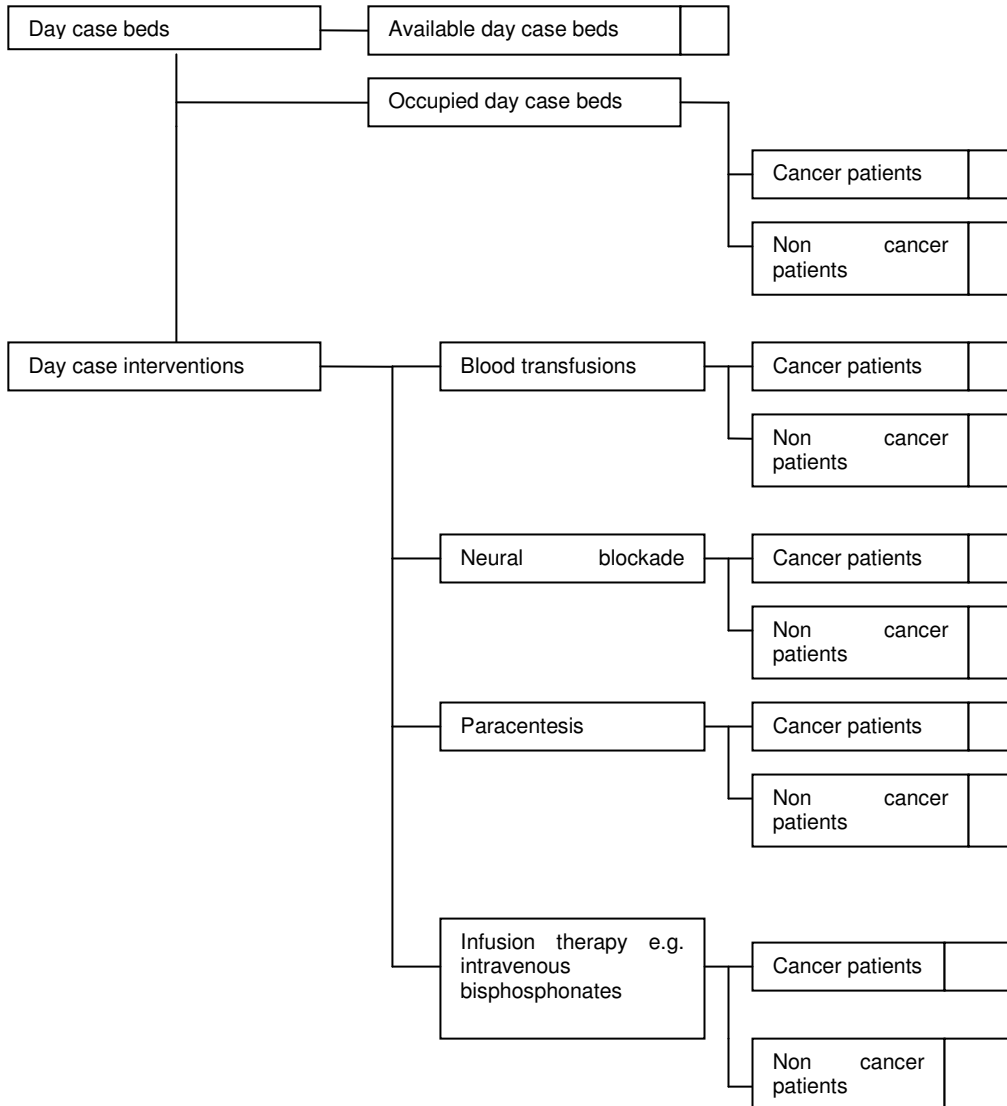 Day case beds
Available day case beds
Occupied day case beds
Cancer patients
Non cancer
patients
Day case interventions
Blood transfusions
Cancer patients
Non cancer
patients
Neural blockade
Cancer patients
Non cancer
patients
Paracentesis
Cancer patients
Non cancer
patients
Infusion therapy e.g.
intravenous
bisphosphonates
Cancer patients
Non cancer
patients